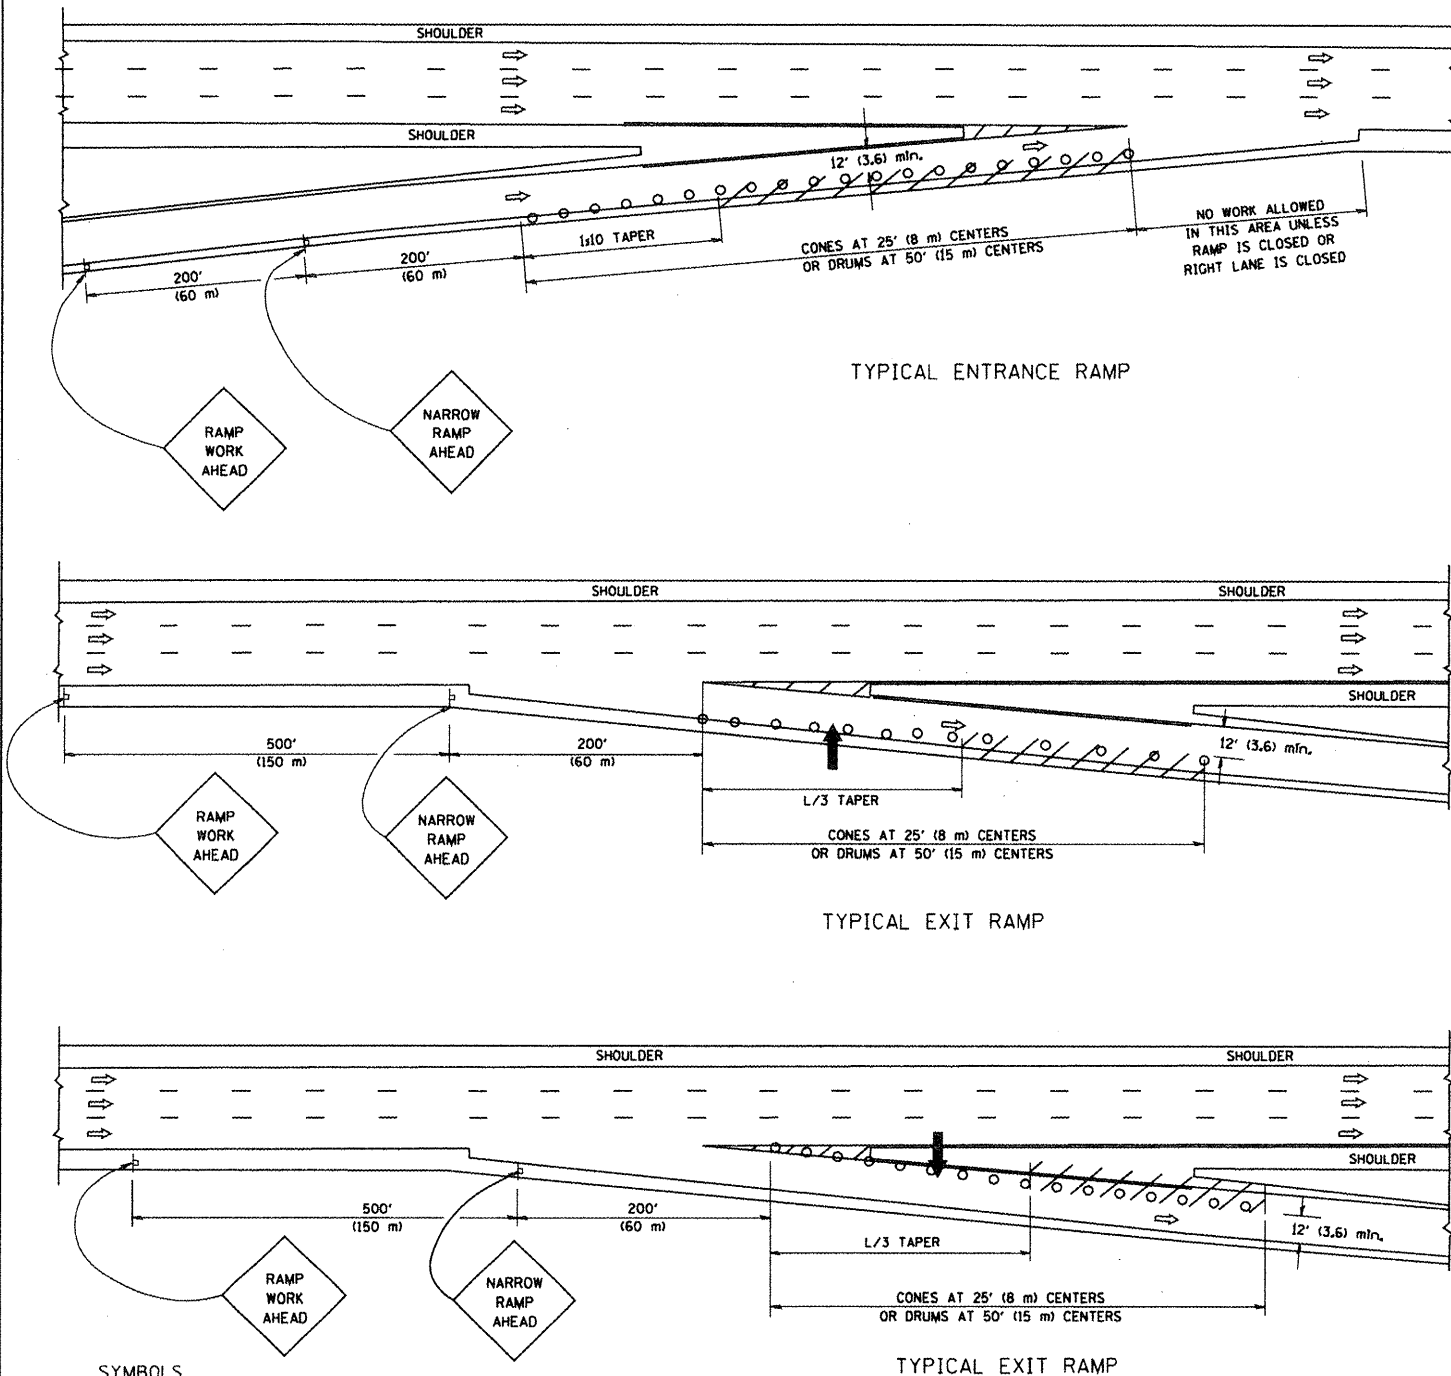 SHOULDER
SHOULDER
12' (3.6) min.
1:10 TAPER
200'
(60 m)
200'
(60 m)
CONES AT 25' (8 m) CENTERS
OR DRUMS AT 50' (15 m) CENTERS
NO WORK ALLOWED
IN THIS AREA UNLESS
RAMP IS CLOSED OR
RIGHT LANE IS CLOSED
TYPICAL ENTRANCE RAMP
RAMP
WORK
AHEAD
NARROW
RAMP
AHEAD
SHOULDER
SHOULDER
SHOULDER
500'
(150 m)
200'
(60 m)
12' (3.6) min.
L/3 TAPER
RAMP
WORK
AHEAD
NARROW
RAMP
AHEAD
CONES AT 25' (8 m) CENTERS
OR DRUMS AT 50' (15 m) CENTERS
TYPICAL EXIT RAMP
SHOULDER
SHOULDER
SHOULDER
500'
(150 m)
200'
(60 m)
12' (3.6) min.
L/3 TAPER
RAMP
WORK
AHEAD
NARROW
RAMP
AHEAD
CONES AT 25' (8 m) CENTERS
OR DRUMS AT 50' (15 m) CENTERS
TYPICAL EXIT RAMP
SYMBOLS